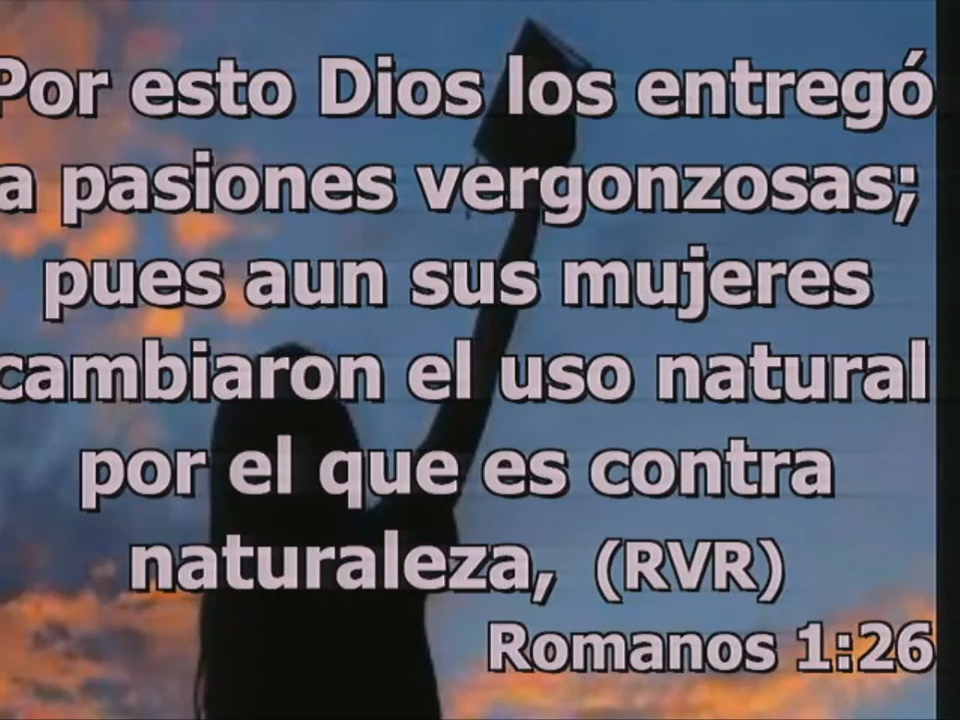 Por esto Dios los entregó
a pasiones vergonzosas;
pues aun sus mujeres
cambiaron el uso natural
por el que es contra
naturaleza, (RVR)
Romanos 1:26